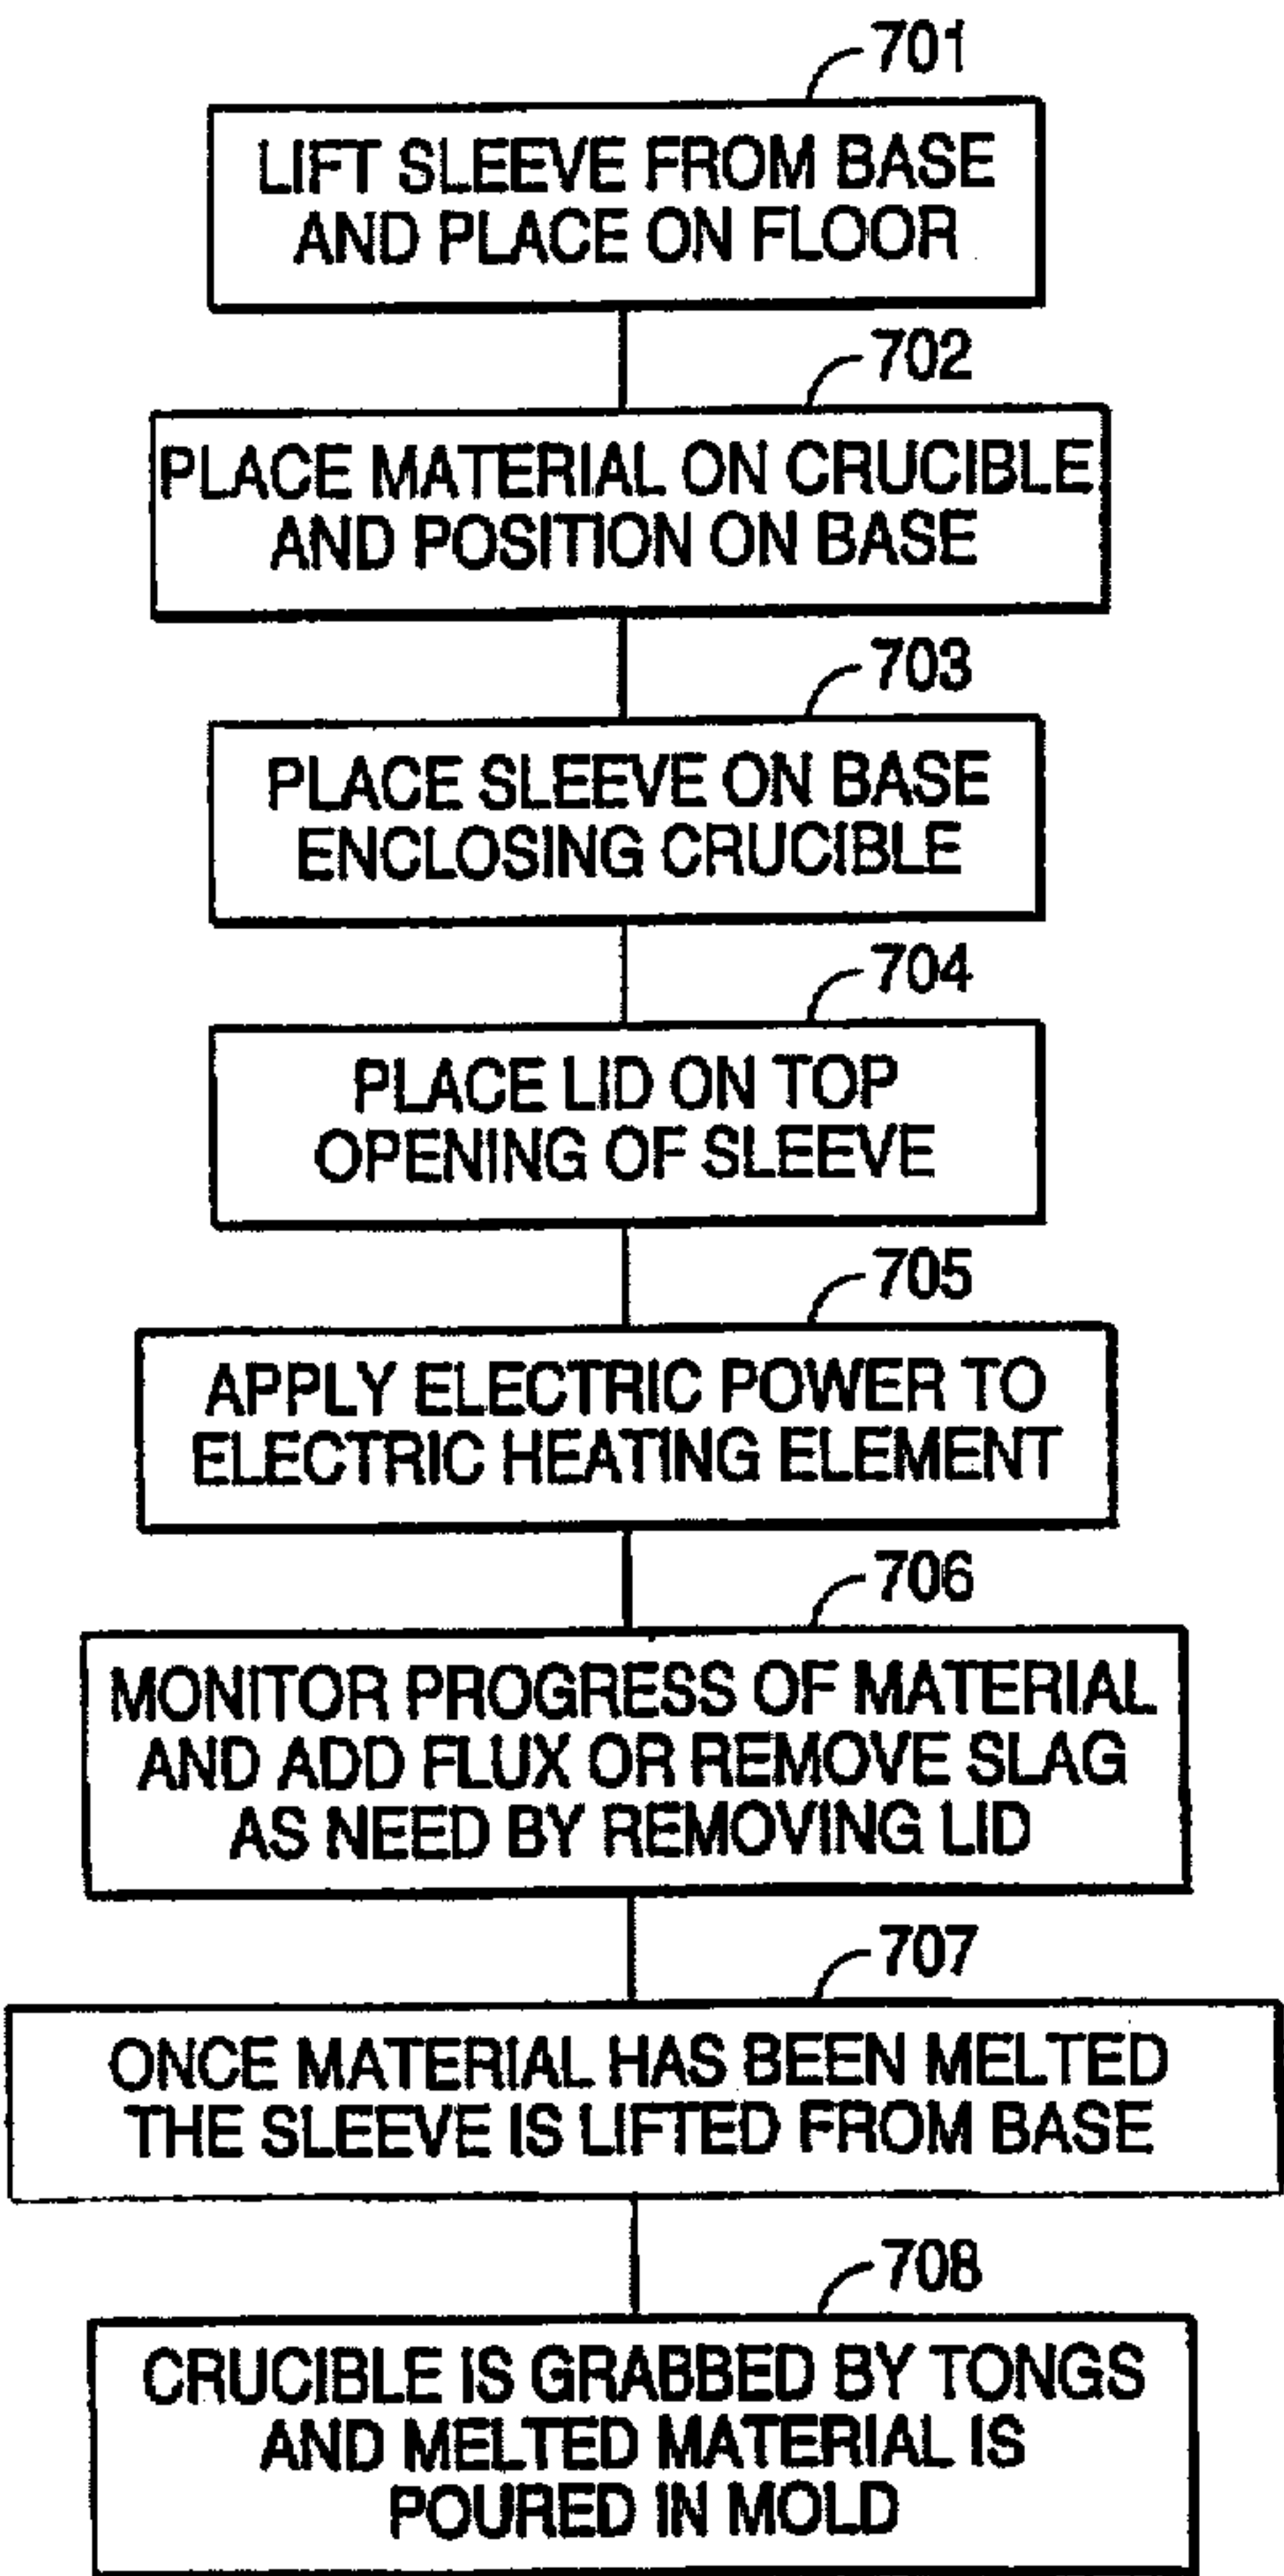 701
LIFT SLEEVE FROM BASE
AND PLACE ON FLOOR
702
PLACE MATERIAL ON CRUCIBLE
AND POSITION ON BASE
703
PLACE SLEEVE ON BASE
ENCLOSING CRUCIBLE
704
PLACE LID ON TOP
OPENING OF SLEEVE
705
APPLY ELECTRIC POWER TO
ELECTRIC HEATING ELEMENT
706
MONITOR PROGRESS OF MATERIAL
AND ADD FLUX OR REMOVE SLAG
AS NEED BY REMOVING LID
707
ONCE MATERIAL HAS BEEN MELTED
THE SLEEVE IS LIFTED FROM BASE
708
CRUCIBLE IS GRABBED BY TONGS
AND MELTED MATERIAL IS
POURED IN MOLD